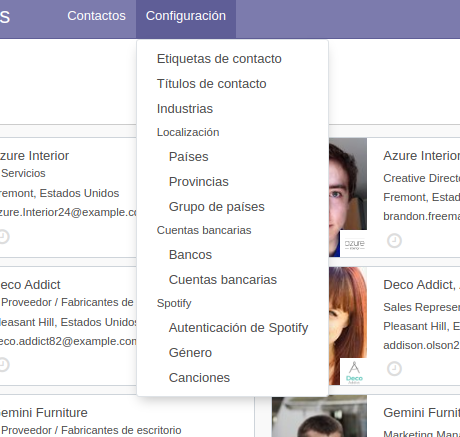 s Contactos Configuración
Etiquetas de contacto
Títulos de contacto
Industrias
Localización
Países
Provincias
Grupo de países
Cuentas bancarias
Bancos
Cuentas bancarias
Spotify
Autenticación de Spotify
Género
Canciones
zure Interior
Servicios
remont, Estados Unidos
zure.Interior24@example.co
eco Addict
Proveedor / Fabricantes de
leasant Hill, Estados Unidos
eco.addict82@example.com
emini Furniture
Proveedor / Fabricantes de escritorio
Azure Interior
Creative Directo
Fremont, Estad
brandon.freema
azure
Deco Addict,
Sales Represer
Pleasant Hill, E
addison.olson2
Deco
Gemini Furnitu
Marketing Mana